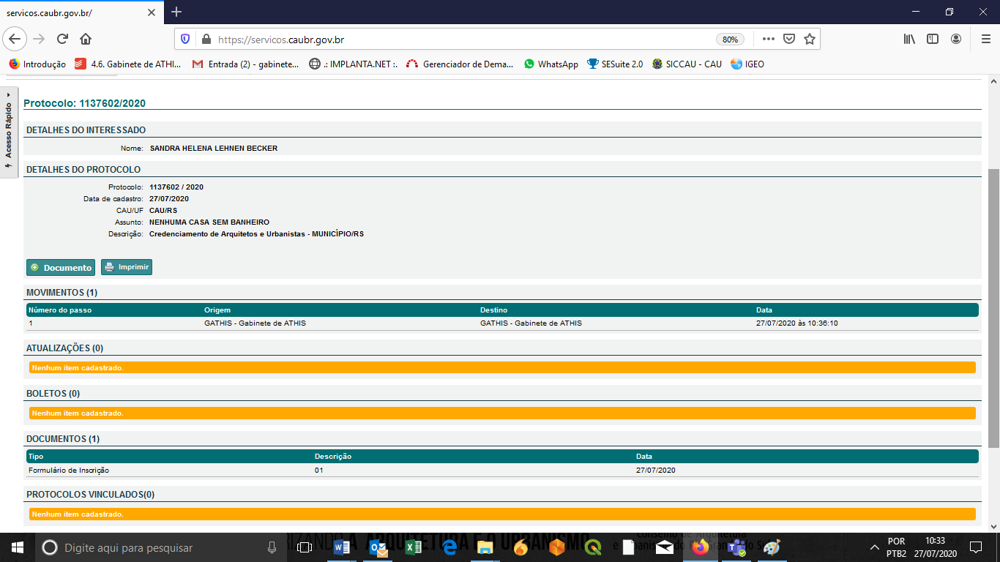 servicos.caubr.gov.br/
https://servicos.caubr.gov.br
80%
Introdução
4.6. Gabinete de ATHI...
Entrada (2) - gabinete...
.: IMPLANTA.NET :.
Gerenciador de Dema...
WhatsApp
SESuite 2.0
SICCAU - CAU
IGEO
Acesso Rápido
Protocolo: 1137602/2020
DETALHES DO INTERESSADO
Nome: SANDRA HELENA LEHNEN BECKER
DETALHES DO PROTOCOLO
Protocolo: 1137602 / 2020
Data de cadastro: 27/07/2020
CAU/UF CAU/RS
Assunto: NENHUMA CASA SEM BANHEIRO
Descrição: Credenciamento de Arquitetos e Urbanistas - MUNICÍPIO/RS
Documento Imprimir
MOVIMENTOS (1)
Número do passo Origem Destino Data
1 GATHIS - Gabinete de ATHIS GATHIS - Gabinete de ATHIS 27/07/2020 às 10:36:10
ATUALIZAÇÕES (0)
Nenhum item cadastrado.
BOLETOS (0)
Nenhum item cadastrado.
DOCUMENTOS (1)
Tipo Descrição Data
Formulário de Inscrição 01 27/07/2020
PROTOCOLOS VINCULADOS(0)
Nenhum item cadastrado.
Digite aqui para pesquisar
POR
PTB2
10:33
27/07/2020